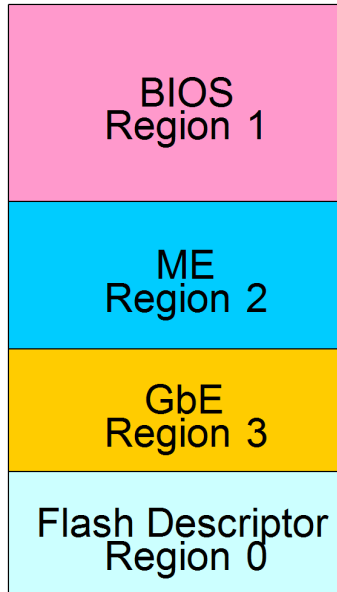 BIOS
Region 1
ME
Region 2
GbE
Region 3
Flash Descriptor
Region 0